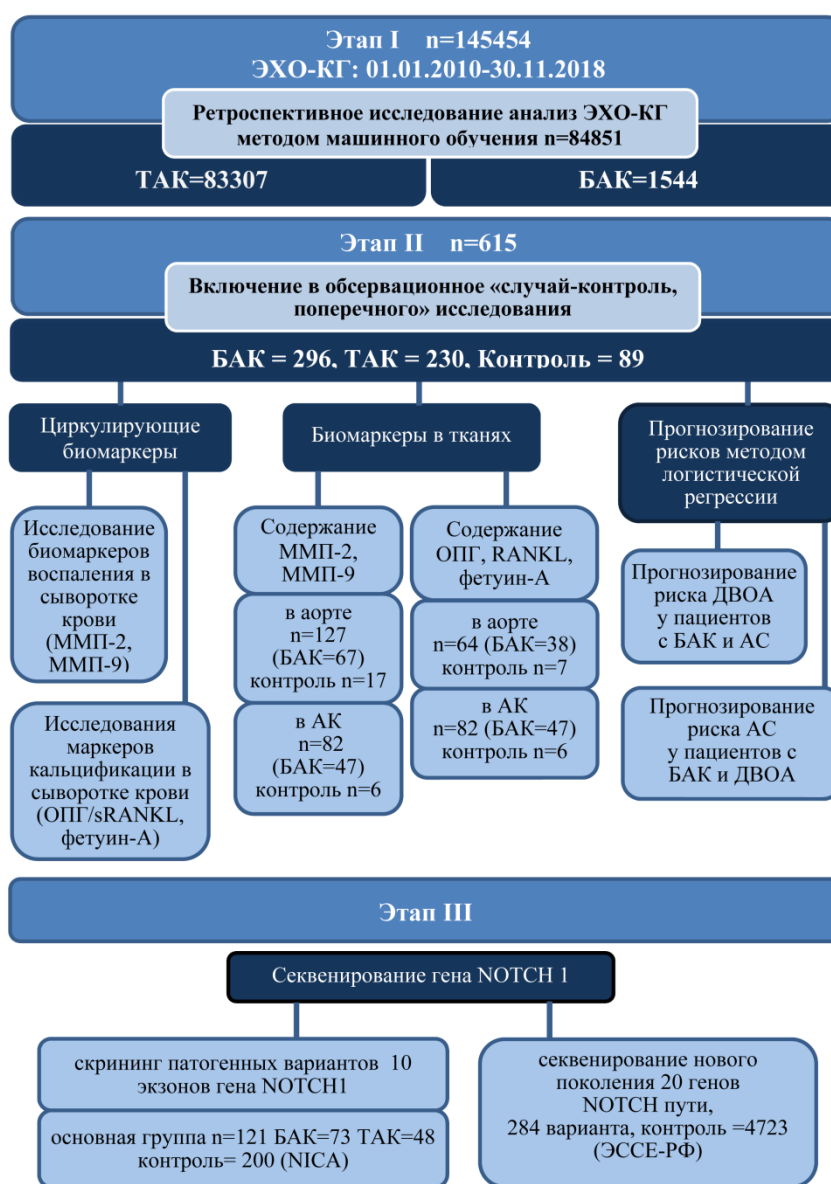 Этап I n=145454
ЭХО-КГ: 01.01.2010-30.11.2018
Ретроспективное исследование анализ ЭХО-КГ
методом машинного обучения n=84851
ТАК=83307
БАК=1544
Этап II n=615
Включение в обсервационное «случай-контроль,
поперечного» исследования
БАК = 296, ТАК = 230, Контроль = 89
Циркулирующие
биомаркеры
Исследование
биомаркеров
воспаления в
сыворотке
крови
(ММП-2,
ММП-9)
Исследования
маркеров
кальцификации в
сыворотке крови
(ОПГ/sRANKL,
фетуин-А)
Биомаркеры в тканях
Содержание
ММП-2,
ММП-9
в аорте
n=127
(БАК=67)
контроль n=17
в АК
n=82
(БАК=47)
контроль n=6
Содержание
ОПГ, RANKL,
фетуин-А
в аорте
n=64 (БАК=38)
контроль n=7
в АК
n=82 (БАК=47)
контроль n=6
Прогнозирование
рисков методом
логистической
регрессии
Прогнозирование
риска ДВОА
у пациентов
с БАК и АС
Прогнозирование
риска АС
у пациентов с
БАК и ДВОА
Этап III
Секвенирование гена NOTCH 1
скрининг патогенных вариантов 10
экзонов гена NOTCH1
основная группа n=121 БАК=73 ТАК=48
контроль= 200 (NICA)
секвенирование нового
поколения 20 генов
NOTCH пути,
284 варианта, контроль =4723
(ЭССЕ-РФ)